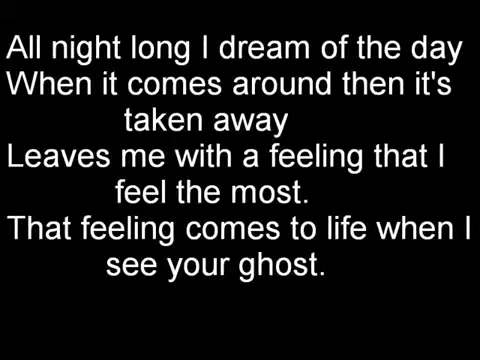 All night long I dream of the day
When it comes around then it's
taken away
Leaves me with a feeling that I
feel the most.
That feeling comes to life when I
see your ghost.